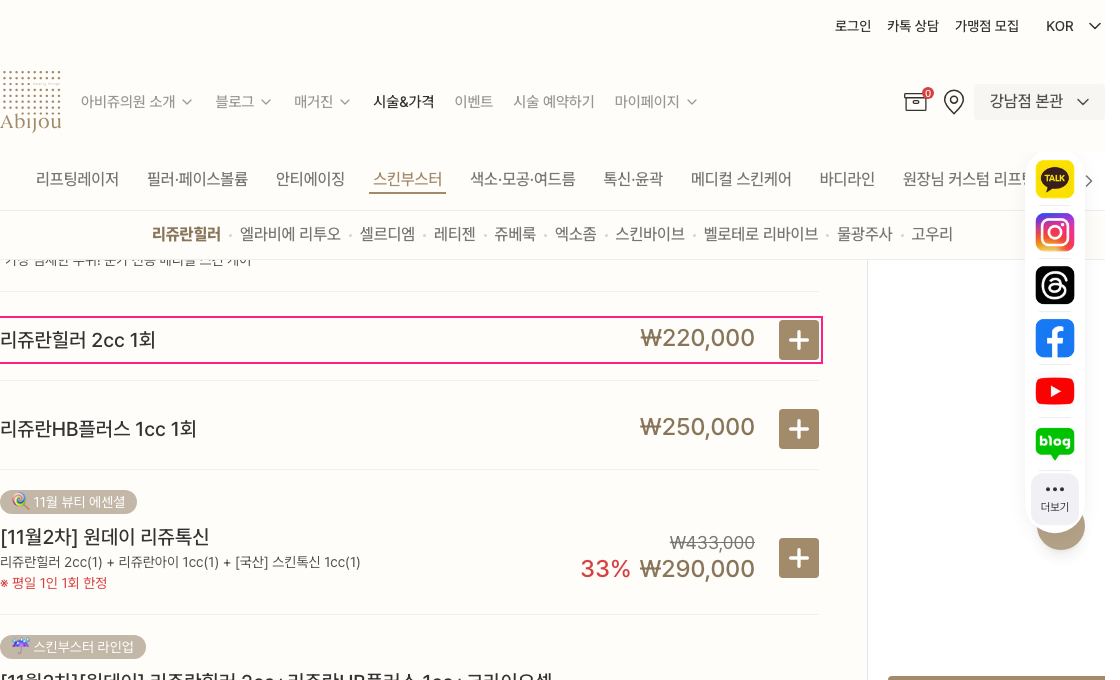 로그인 카톡 상담 가맹점 모집 KOR
Abijou
아비쥬의원 소개 블로그 매거진 시술&가격 이벤트 시술 예약하기 마이페이지 0 강남점 본관
리프팅레이저 필러·페이스볼륨 안티에이징 스킨부스터 색소·모공·여드름 톡신·윤곽 메디컬 스킨케어 바디라인 원장님 커스텀 리프팅
TALK
리쥬란힐러 • 엘라비에 리투오 • 셀르디엠 • 레티젠 • 쥬베룩 • 엑소좀 • 스킨바이브 • 벨로테로 리바이브 • 물광주사 • 고우리
리쥬란힐러 2cc 1회 ₩220,000
리쥬란HB플러스 1cc 1회 ₩250,000
blog
11월 뷰티 에센셜
더보기
[11월2차] 원데이 리쥬톡신
₩433,000
리쥬란힐러 2cc(1) + 리쥬란아이 1cc(1) + [국산] 스킨톡신 1cc(1)
33% ₩290,000
※ 평일 1인 1회 한정
스킨부스터 라인업